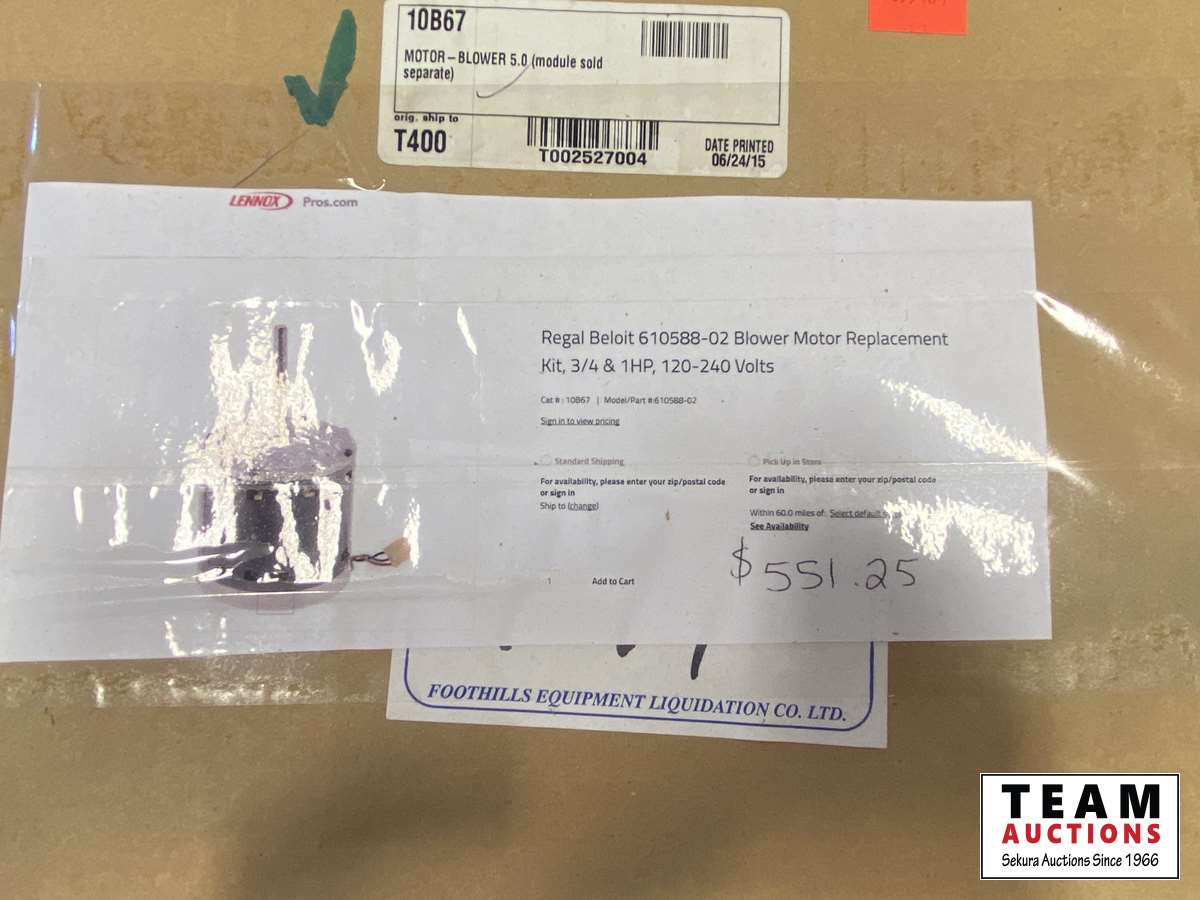 10B67
MOTOR – BLOWER 5.0 (module sold
separate)
orig. ship to
T400
T002527004
DATE PRINTED
06/24/15
LENNOX Pros.com
Regal Beloit 610588-02 Blower Motor Replacement
Kit, 3/4 & 1HP, 120-240 Volts
Cat #: 10B67 | Model/Part #:610588-02
Sign in to view pricing
Standard Shipping
For availability, please enter your zip/postal code
or sign in
Ship to (change)
Pick Up in Store
For availability, please enter your zip/postal code
or sign in
Within 60.0 miles of: Select default
See Availability
$551.25
1 Add to Cart
FOOTHILLS EQUIPMENT LIQUIDATION CO. LTD.
TEAM
AUCTIONS
Sekura Auctions Since 1966